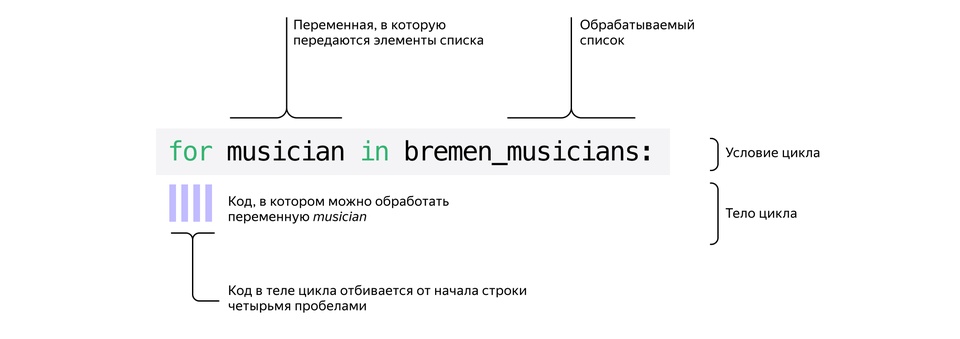 Переменная, в которую
передаются элементы списка
Обрабатываемый
список
for musician in bremen_musicians:
Условие цикла
Код, в котором можно обработать
переменную musician
Тело цикла
Код в теле цикла отбивается от начала строки
четырьмя пробелами